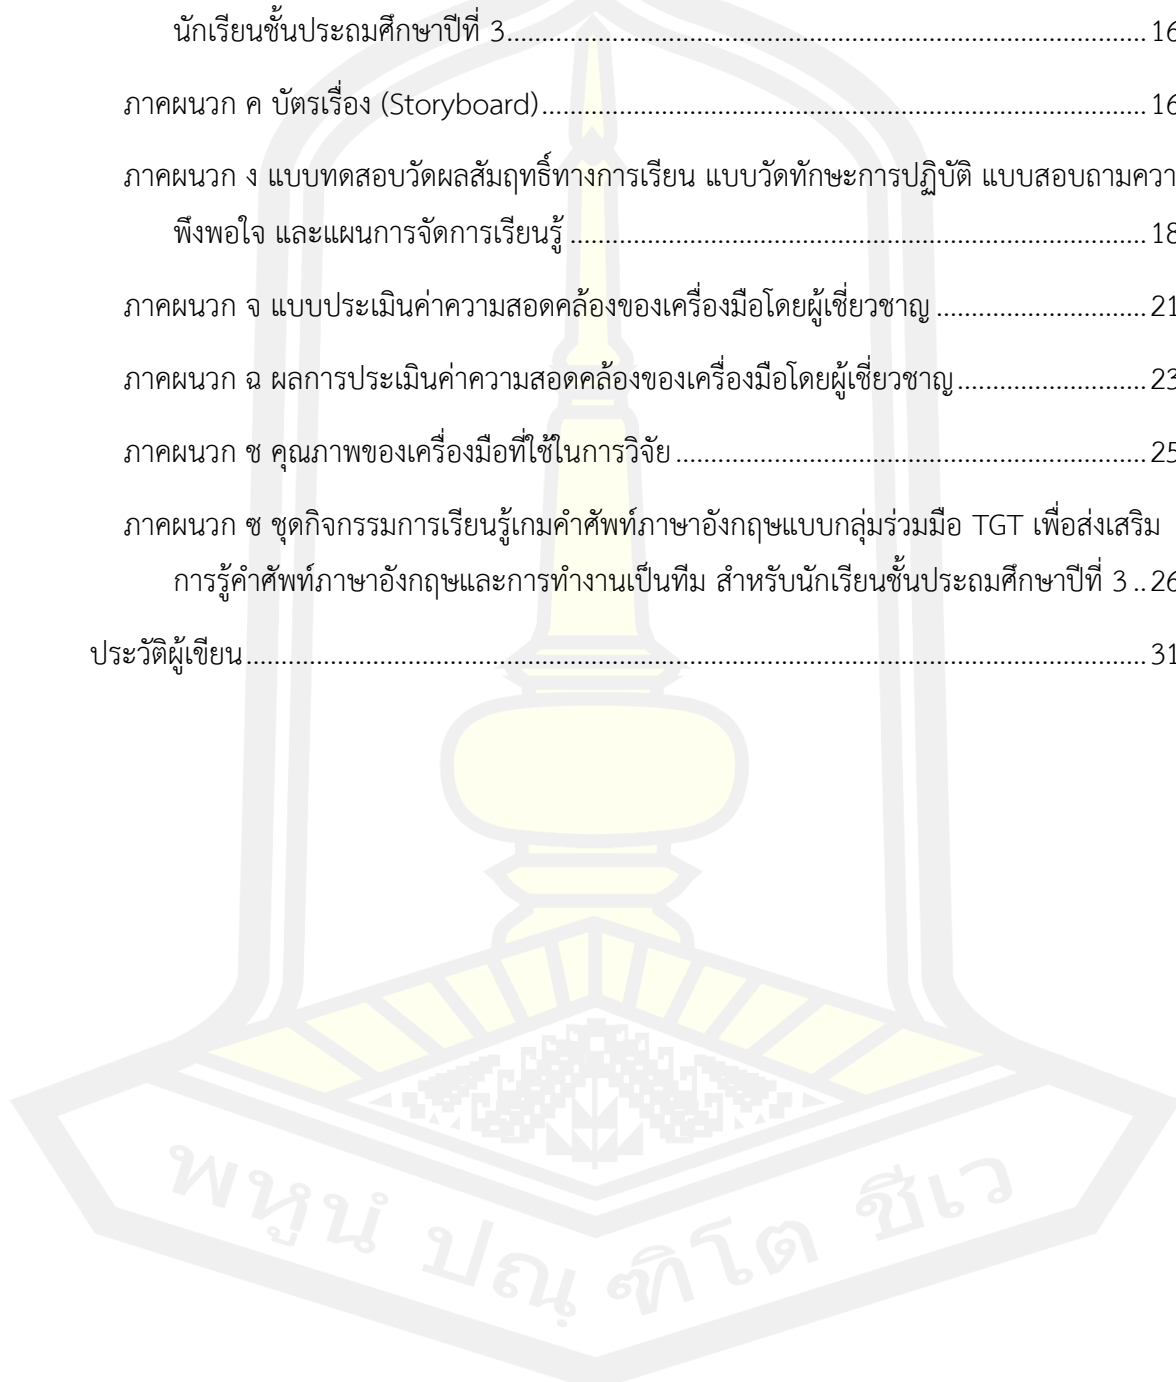 นักเรียนชั้นประถมศึกษาปีที่ 3.......................................................................................................... 16
ภาคผนวก ค บัตรเรื่อง (Storyboard).................................................................................................... 16
ภาคผนวก ง แบบทดสอบวัดผลสัมฤทธิ์ทางการเรียน แบบวัดทักษะการปฏิบัติ แบบสอบถามควา
พึงพอใจ และแผนการจัดการเรียนรู้ ................................................................................................ 18
ภาคผนวก จ แบบประเมินค่าความสอดคล้องของเครื่องมือโดยผู้เชี่ยวชาญ ................................... 21
ภาคผนวก ฉ ผลการประเมินค่าความสอดคล้องของเครื่องมือโดยผู้เชี่ยวชาญ ................................ 23
ภาคผนวก ช คุณภาพของเครื่องมือที่ใช้ในการวิจัย .............................................................................. 25
ภาคผนวก ซ ชุดกิจกรรมการเรียนรู้เกมคำศัพท์ภาษาอังกฤษแบบกลุ่มร่วมมือ TGT เพื่อส่งเสริม
การรู้คำศัพท์ภาษาอังกฤษและการทำงานเป็นทีม สำหรับนักเรียนชั้นประถมศึกษาปีที่ 3 .. 26
ประวัติผู้เขียน ...................................................................................................................................................... 31
พหูนํ ปณฺฑิโต ชีเว